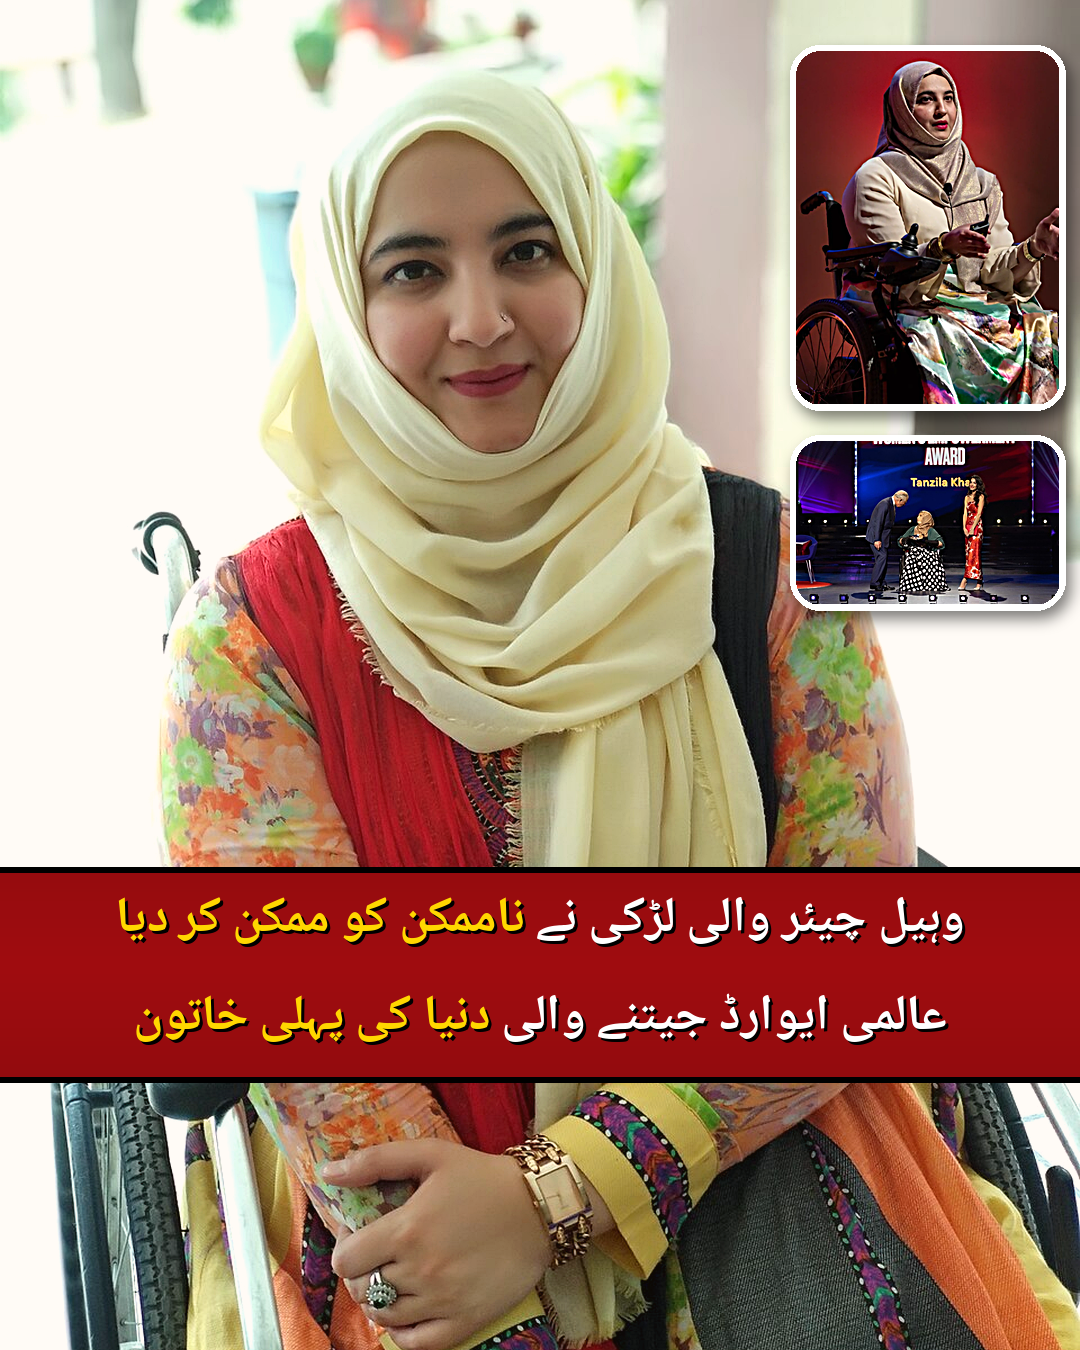 AWARD
Tanzila Kha
وہیل چیئر والی لڑکی نے ناممکن کو ممکن کر دیا
عالمی ایوارڈ جیتنے والی دنیا کی پہلی خاتون